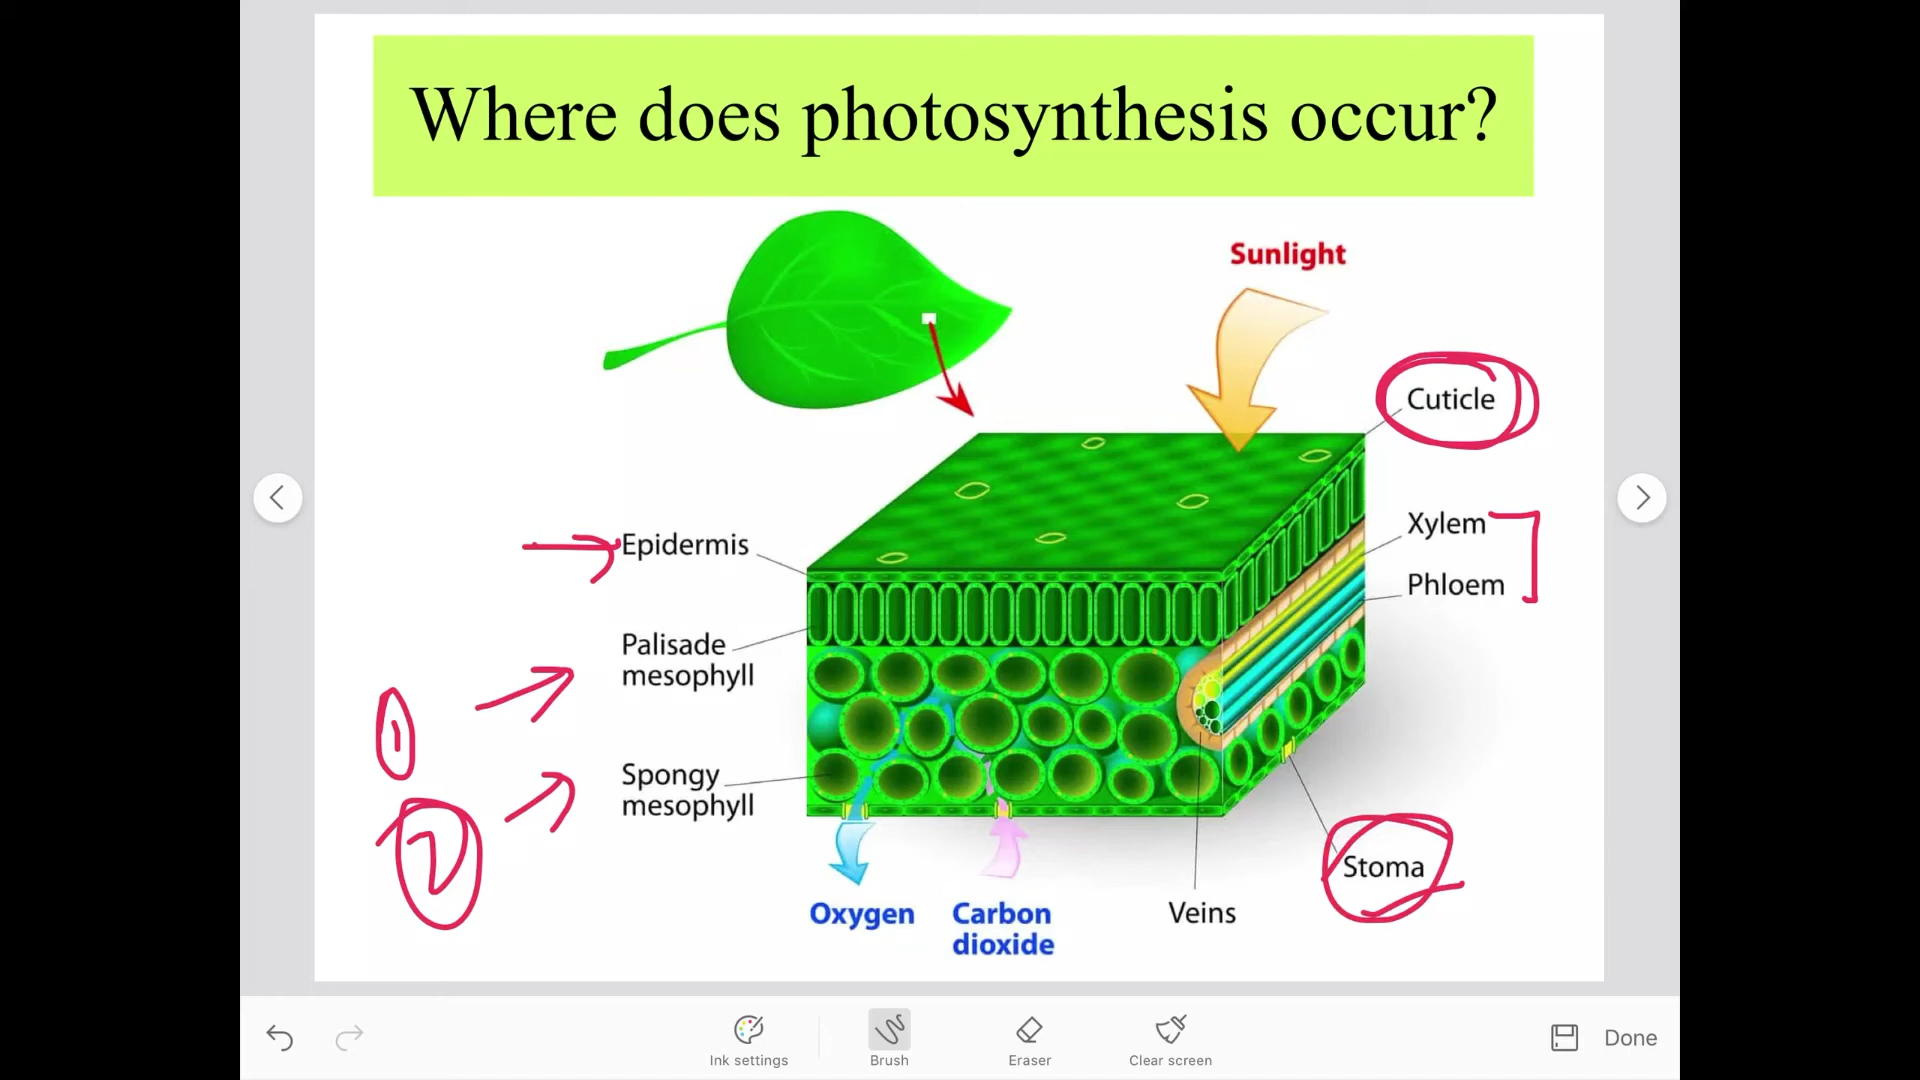 Where does photosynthesis occur?
Sunlight
Cuticle
Xylem
Phloem
Epidermis
Palisade
mesophyll
1
Spongy
mesophyll
2
Stoma
Oxygen
Carbon
dioxide
Veins
Ink settings
Brush
Eraser
Clear screen
Done